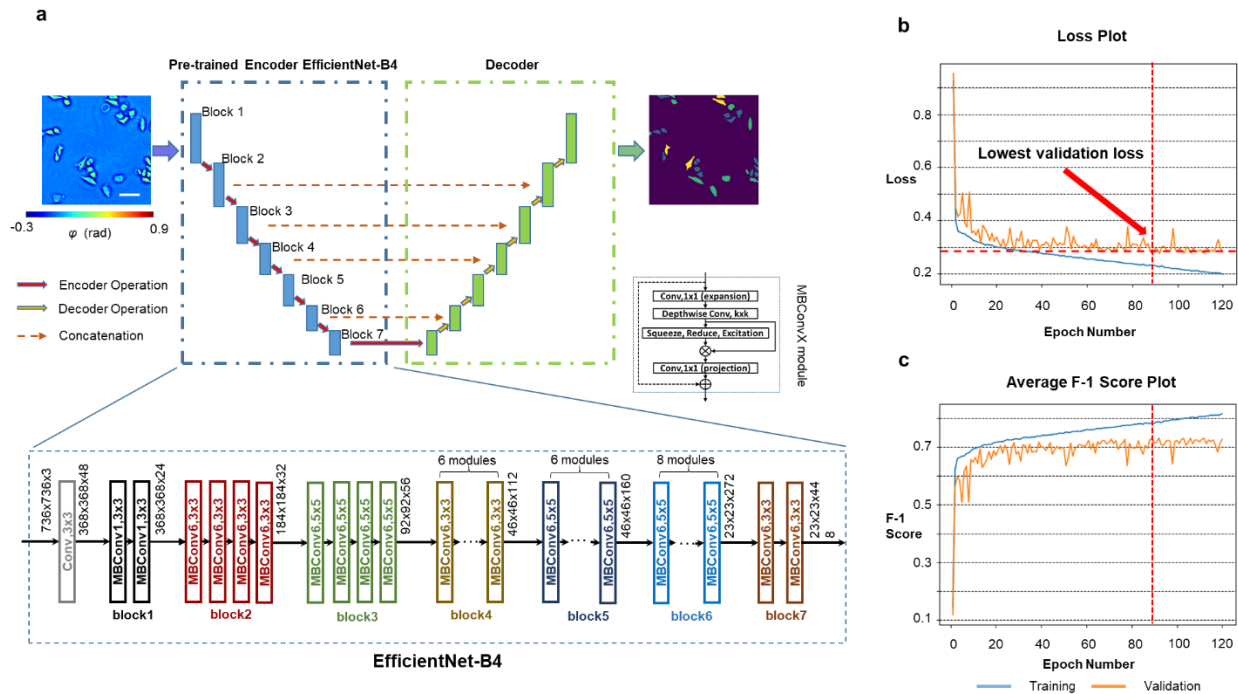 a
Pre-trained Encoder EfficientNet-B4
Decoder
Block 1
Block 2
Block 3
Block 4
Block 5
Block 6
Block 7
-0.3
φ (rad)
0.9
Encoder Operation
Decoder Operation
Concatenation
Conv,1x1 (expansion)
Depthwise Conv, kxk
Squeeze, Reduce, Excitation
Conv,1x1 (projection)
MBConvX module
736x736x3
Conv,3x3
368x368x48
MBConv1,3x3
MBConv1,3x3
368x368x24
block1
MBConv6,3x3
MBConv6,3x3
MBConv6,3x3
MBConv6,3x3
184x184x32
block2
MBConv6,5x5
MBConv6,5x5
MBConv6,5x5
MBConv6,5x5
92x92x56
block3
6 modules
MBConv6,3x3
MBConv6,3x3
46x46x112
block4
6 modules
MBConv6,5x5
MBConv6,5x5
46x46x160
block5
8 modules
MBConv6,5x5
MBConv6,5x5
23x23x272
block6
MBConv6,3x3
MBConv6,3x3
23x23x44
8
block7
EfficientNet-B4
b
Loss Plot
Loss
0.8
0.6
0.4
0.3
0.2
Lowest validation loss
0 20 40 60 80 100 120
Epoch Number
c
Average F-1 Score Plot
F-1
Score
0.7
0.5
0.3
0.1
0 20 40 60 80 100 120
Epoch Number
Training
Validation